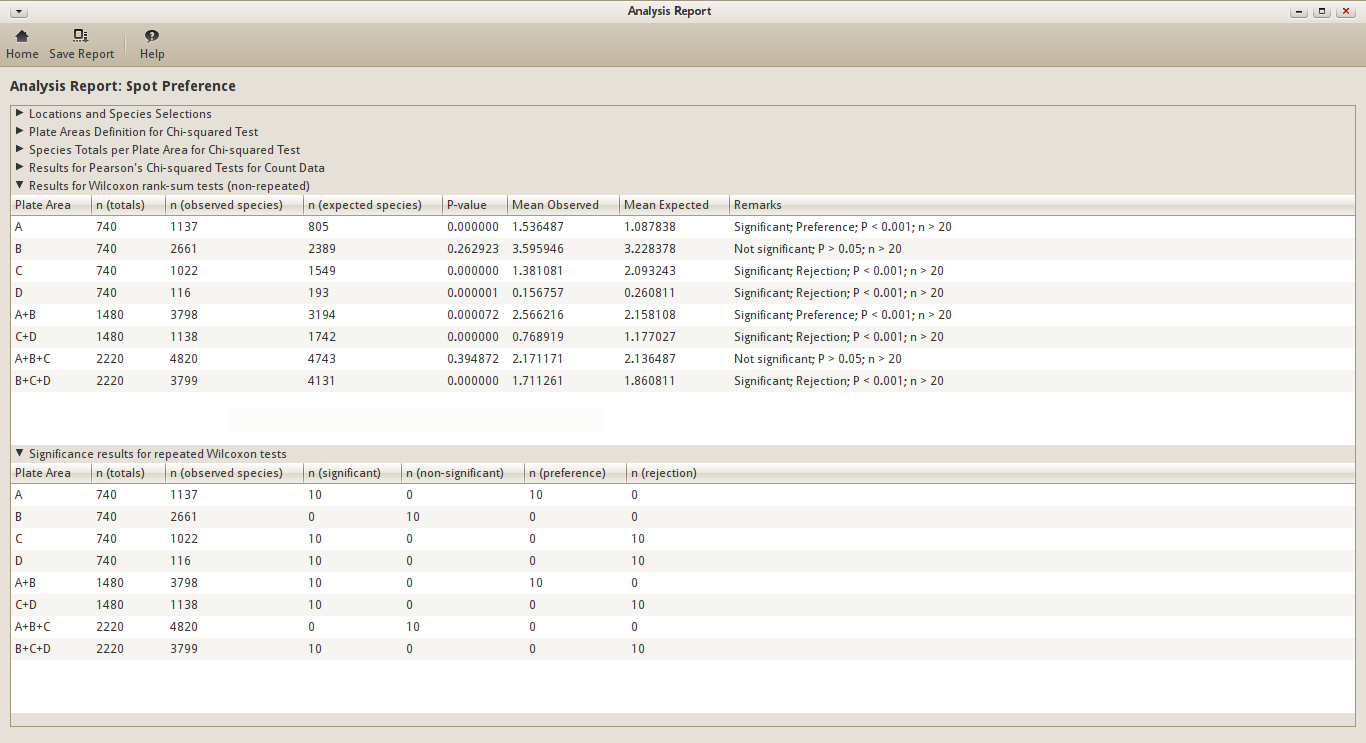 Analysis Report
Home Save Report Help
Analysis Report: Spot Preference
Locations and Species Selections
Plate Areas Definition for Chi-squared Test
Species Totals per Plate Area for Chi-squared Test
Results for Pearson's Chi-squared Tests for Count Data
Results for Wilcoxon rank-sum tests (non-repeated)
Plate Area n (totals) n (observed species) n (expected species) P-value Mean Observed Mean Expected Remarks
A 740 1137 805 0.000000 1.536487 1.087838 Significant; Preference; P < 0.001; n > 20
B 740 2661 2389 0.262923 3.595946 3.228378 Not significant; P > 0.05; n > 20
C 740 1022 1549 0.000000 1.381081 2.093243 Significant; Rejection; P < 0.001; n > 20
D 740 116 193 0.000001 0.156757 0.260811 Significant; Rejection; P < 0.001; n > 20
A+B 1480 3798 3194 0.000072 2.566216 2.158108 Significant; Preference; P < 0.001; n > 20
C+D 1480 1138 1742 0.000000 0.768919 1.177027 Significant; Rejection; P < 0.001; n > 20
A+B+C 2220 4820 4743 0.394872 2.171171 2.136487 Not significant; P > 0.05; n > 20
B+C+D 2220 3799 4131 0.000000 1.711261 1.860811 Significant; Rejection; P < 0.001; n > 20
Significance results for repeated Wilcoxon tests
Plate Area n (totals) n (observed species) n (significant) n (non-significant) n (preference) n (rejection)
A 740 1137 10 0 10 0
B 740 2661 0 10 0 0
C 740 1022 10 0 0 10
D 740 116 10 0 0 10
A+B 1480 3798 10 0 10 0
C+D 1480 1138 10 0 0 10
A+B+C 2220 4820 0 10 0 0
B+C+D 2220 3799 10 0 0 10